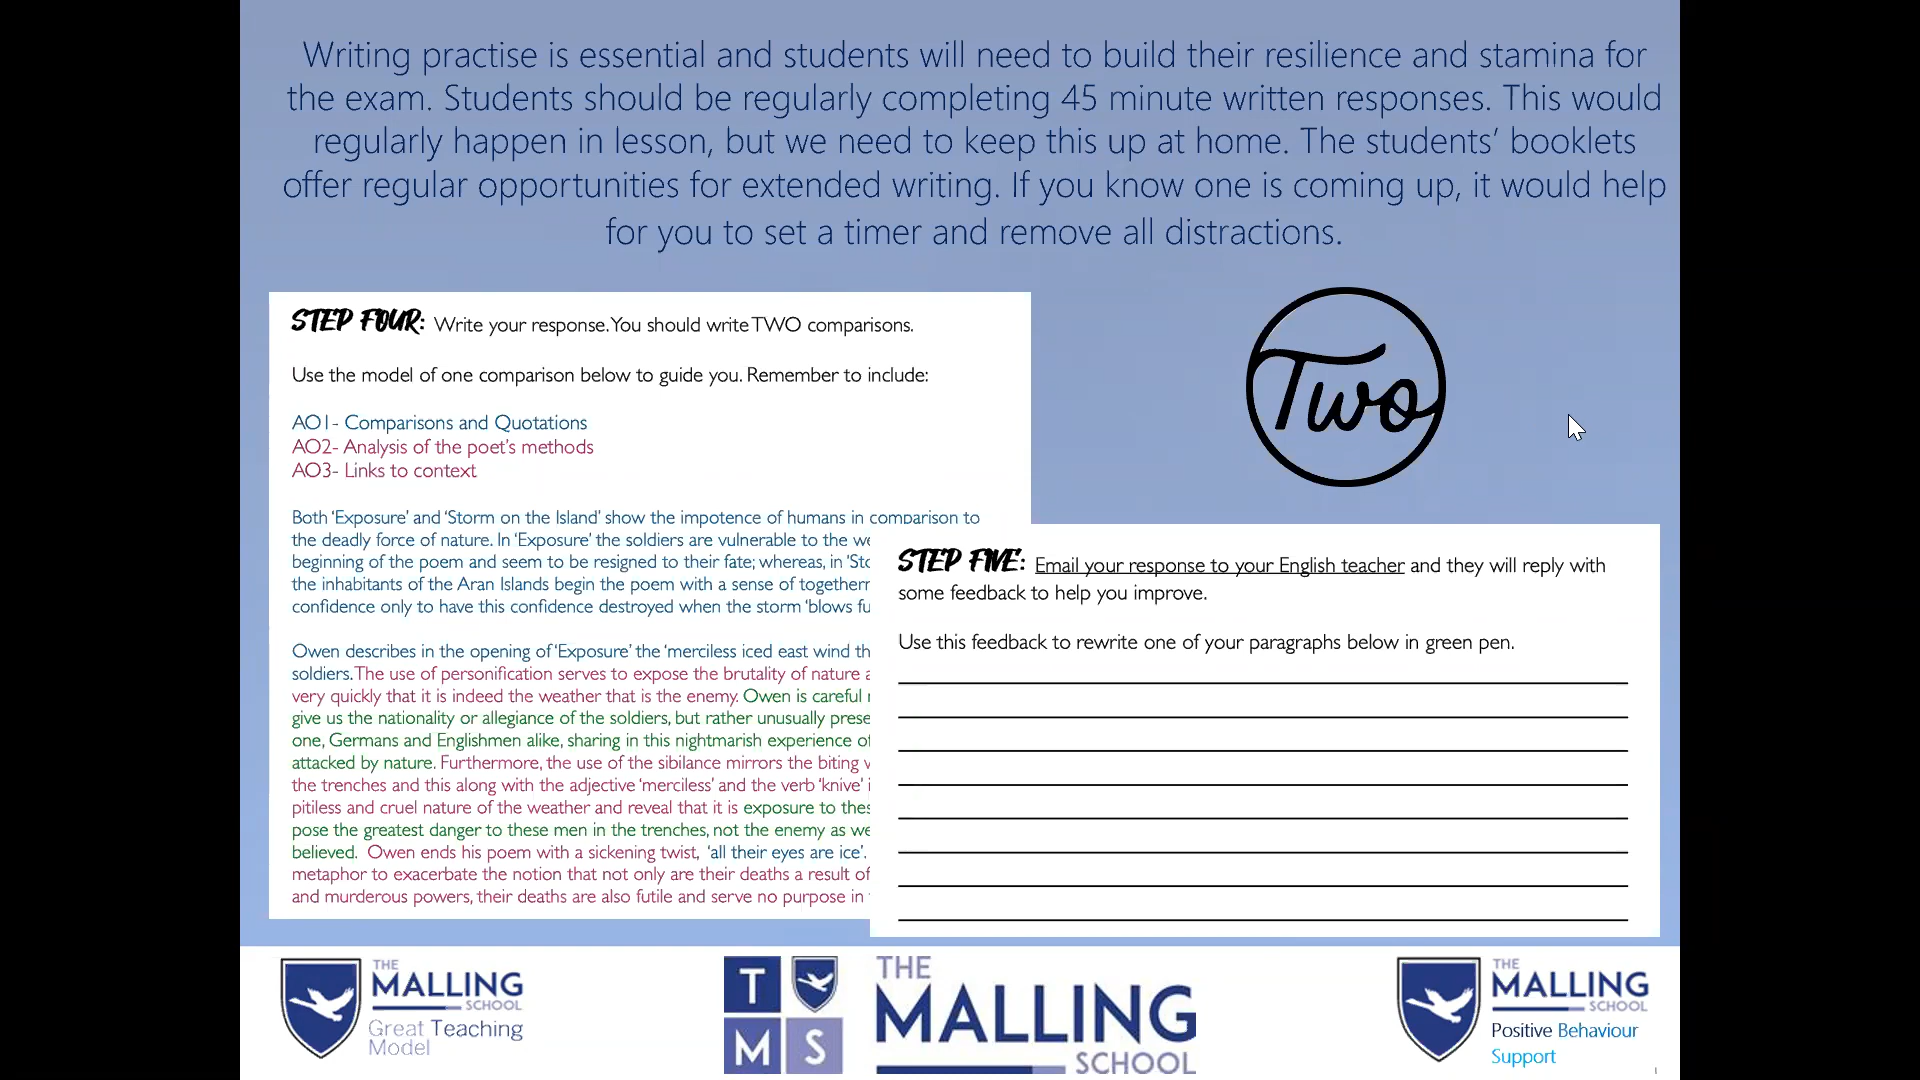 Writing practise is essential and students will need to build their resilience and stamina for
the exam. Students should be regularly completing 45 minute written responses. This would
regularly happen in lesson, but we need to keep this up at home. The students’ booklets
offer regular opportunities for extended writing. If you know one is coming up, it would help
for you to set a timer and remove all distractions.
STEP FOUR: Write your response. You should write TWO comparisons.
Use the model of one comparison below to guide you. Remember to include:
AO1- Comparisons and Quotations
AO2- Analysis of the poet’s methods
AO3- Links to context
Both ‘Exposure’ and ‘Storm on the Island’ show the impotence of humans in comparison to
the deadly force of nature. In ‘Exposure’ the soldiers are vulnerable to the
beginning of the poem and seem to be resigned to their fate; whereas, in
the inhabitants of the Aran Islands begin the poem with a sense of
confidence only to have this confidence destroyed when the storm ‘blows
Owen describes in the opening of ‘Exposure’ the ‘merciless iced east wind
soldiers. The use of personification serves to expose the brutality of nature
very quickly that it is indeed the weather that is the enemy. Owen is careful
give us the nationality or allegiance of the soldiers, but rather unusually
one, Germans and Englishmen alike, sharing in this nightmarish experience
attacked by nature. Furthermore, the use of the sibilance mirrors the biting
the trenches and this along with the adjective ‘merciless’ and the verb ‘knive’
pitiless and cruel nature of the weather and reveal that it is exposure to
pose the greatest danger to these men in the trenches, not the enemy as
believed. Owen ends his poem with a sickening twist, ‘all their eyes are ice’.
metaphor to exacerbate the notion that not only are their deaths a result of
and murderous powers, their deaths are also futile and serve no purpose in
Two
STEP FIVE: Email your response to your English teacher and they will reply with
some feedback to help you improve.
Use this feedback to rewrite one of your paragraphs below in green pen.
THE
MALLING
SCHOOL
Great Teaching
Model
T
M S
THE
MALLING
SCHOOL
THE
MALLING
SCHOOL
Positive Behaviour
Support